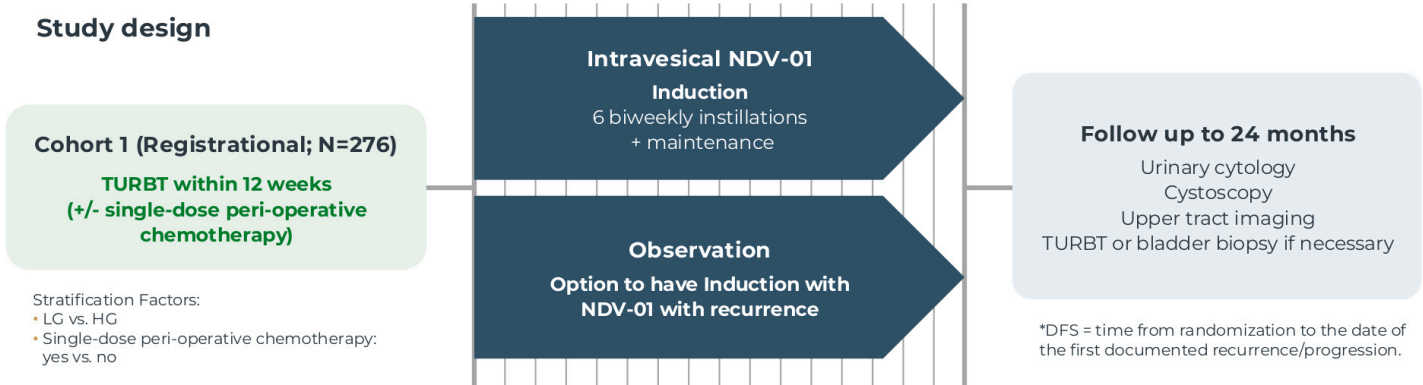 Study design
Cohort 1 (Registrational; N=276)
TURBT within 12 weeks
(+/- single-dose peri-operative
chemotherapy)
Stratification Factors:
• LG vs. HG
• Single-dose peri-operative chemotherapy:
yes vs. no
Intravesical NDV-01
Induction
6 biweekly instillations
+ maintenance
Observation
Option to have Induction with
NDV-01 with recurrence
Follow up to 24 months
Urinary cytology
Cystoscopy
Upper tract imaging
TURBT or bladder biopsy if necessary
*DFS = time from randomization to the date of
the first documented recurrence/progression.